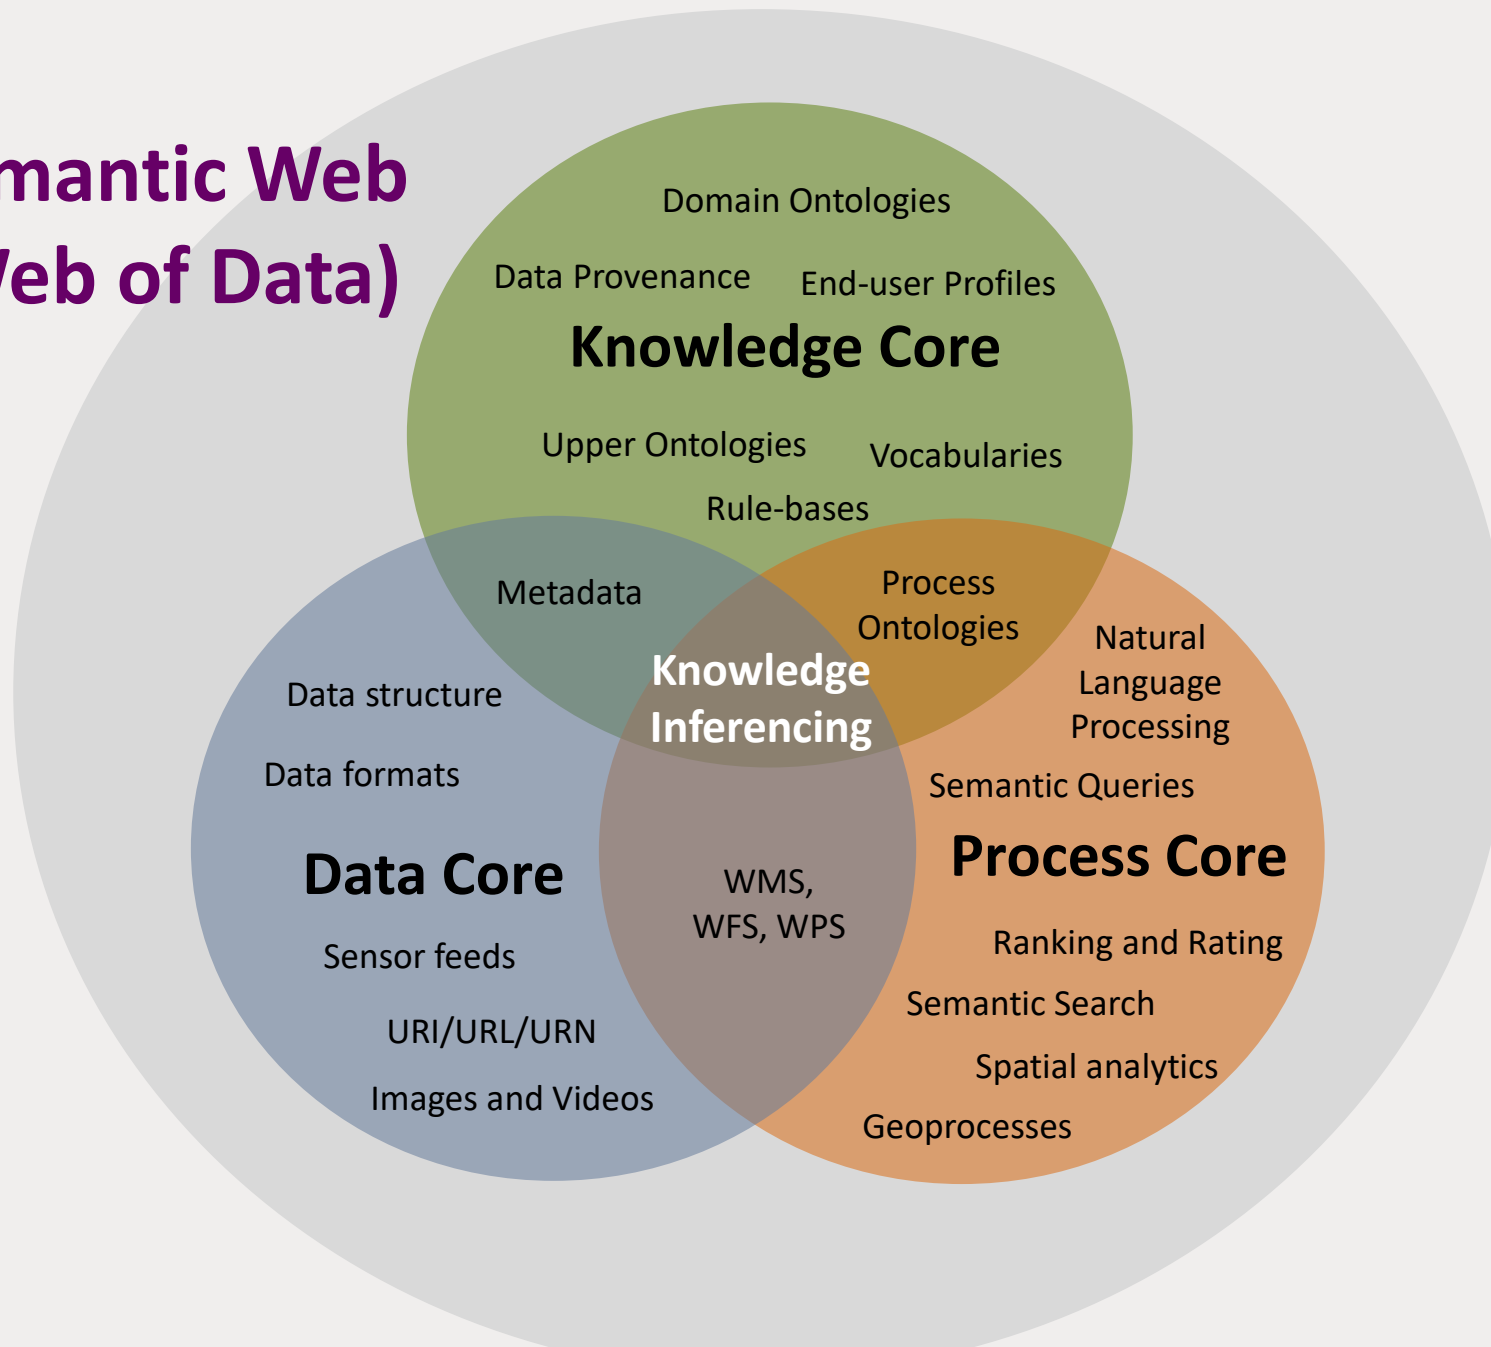 mantic Web
eb of Data)
Domain Ontologies
Data Provenance
End-user Profiles
Knowledge Core
Upper Ontologies
Vocabularies
Rule-bases
Metadata
Process
Ontologies
Natural
Language
Processing
Knowledge
Inferencing
Data structure
Data formats
Semantic Queries
Data Core
Process Core
WMS,
WFS, WPS
Sensor feeds
Ranking and Rating
Semantic Search
URI/URL/URN
Spatial analytics
Images and Videos
Geoprocesses